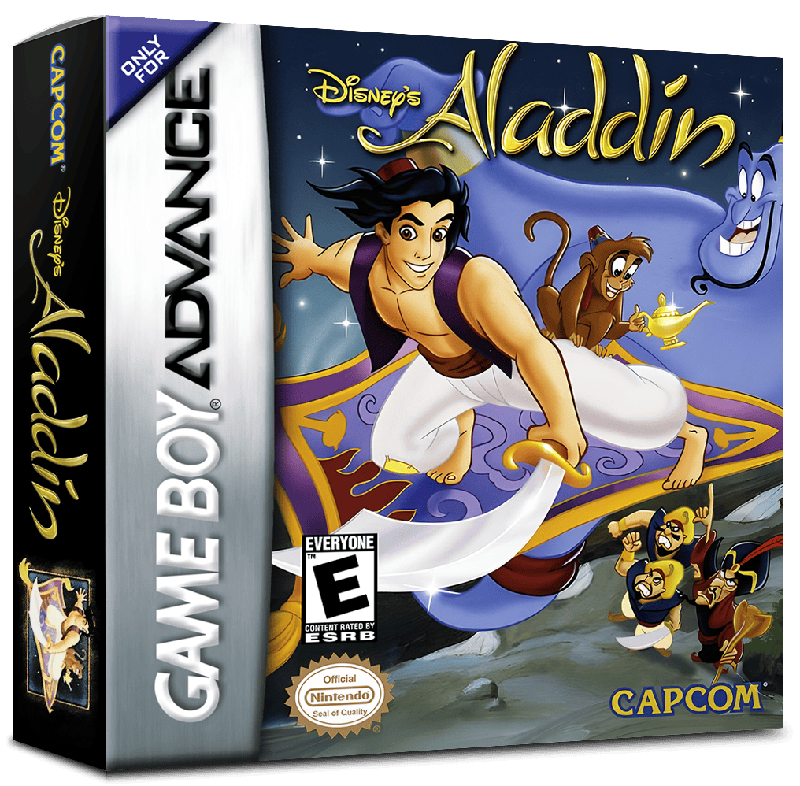 CAPCOM®
DISNEY'S
Aladdin
ONLY
FOR
GAME BOY® ADVANCE
DISNEY'S
Aladdin
EVERYONE
™
E
CONTENT RATED BY
ESRB
Official
Nintendo
Seal of Quality
®
CAPCOM®